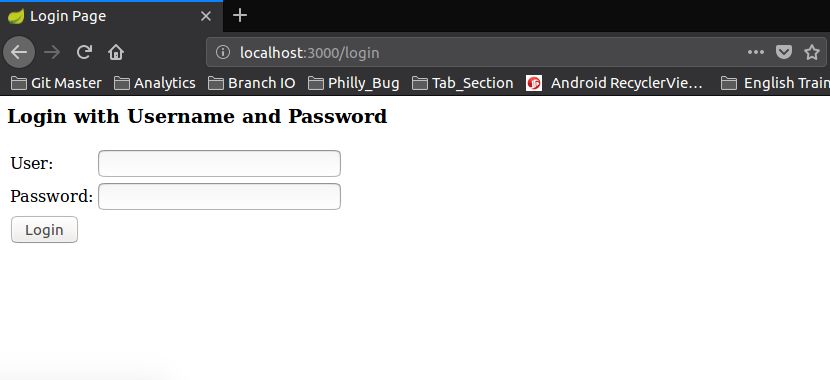 Login Page
localhost:3000/login
Git Master Analytics Branch IO Philly_Bug Tab_Section Android RecyclerVie… English Train
Login with Username and Password
User:
Password:
Login